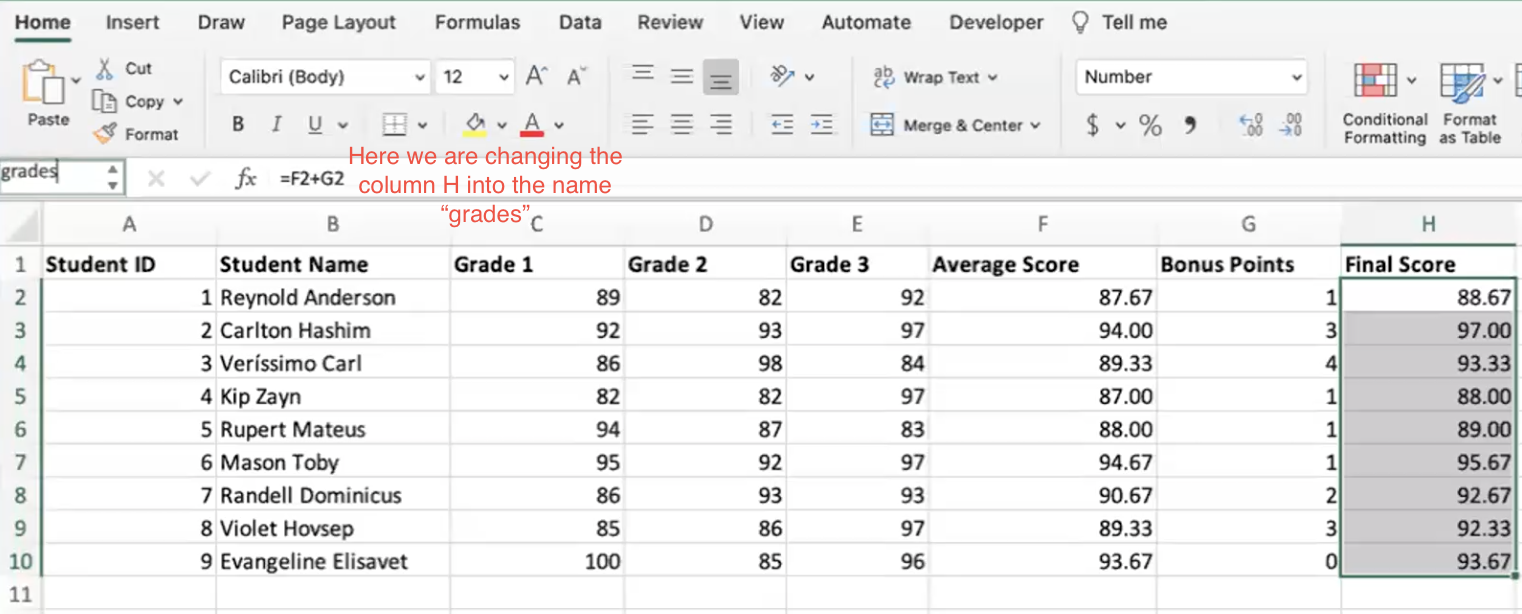 Home Insert Draw Page Layout Formulas Data Review View Automate Developer Tell me
Paste
Cut
Copy
Format
Calibri (Body) 12 A A
B I U A
ab Wrap Text
Merge & Center
Number
$ % , .00 .00
Conditional Formatting
Format as Table
grades fx =F2+G2
Here we are changing the
column H into the name
“grades”
A B C D E F G H
1 Student ID Student Name Grade 1 Grade 2 Grade 3 Average Score Bonus Points Final Score
2 1 Reynold Anderson 89 82 92 87.67 1 88.67
3 2 Carlton Hashim 92 93 97 94.00 3 97.00
4 3 Veríssimo Carl 86 98 84 89.33 4 93.33
5 4 Kip Zayn 82 82 97 87.00 1 88.00
6 5 Rupert Mateus 94 87 83 88.00 1 89.00
7 6 Mason Toby 95 92 97 94.67 1 95.67
8 7 Randell Dominicus 86 93 93 90.67 2 92.67
9 8 Violet Hovsep 85 86 97 89.33 3 92.33
10 9 Evangeline Elisavet 100 85 96 93.67 0 93.67
11